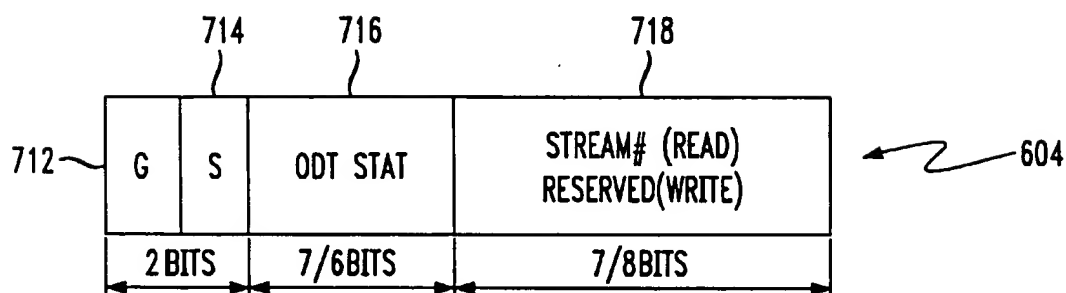 714 716 718
712 G S ODT STAT STREAM# (READ) 604
RESERVED(WRITE)
2 BITS 7/6BITS 7/8BITS